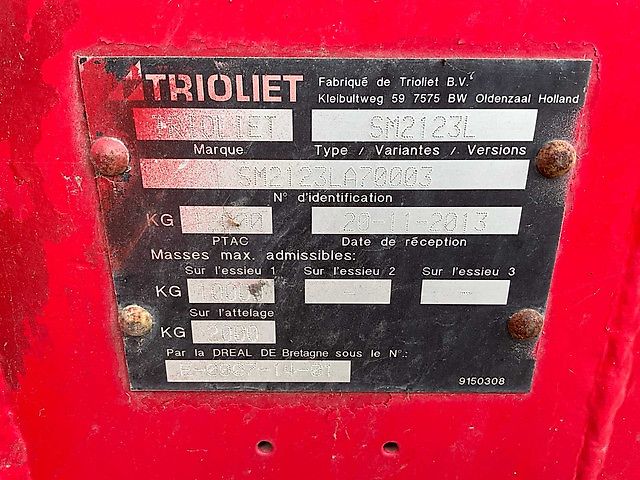 TRIOLIET
Fabriqué de Trioliet B.V.
Kleibultweg 59 7575 BW Oldenzaal Holland
TRIOLIET SM2123L
Marque Type / Variantes / Versions
SM2123LA70003
N° d'identification
KG 20-11-2013
PTAC Date de réception
Masses max. admissibles:
Sur l'essieu 1 Sur l'essieu 2 Sur l'essieu 3
KG - -
Sur l'attelage
KG 2000
Par la DREAL DE Bretagne sous le N°.:
9150308